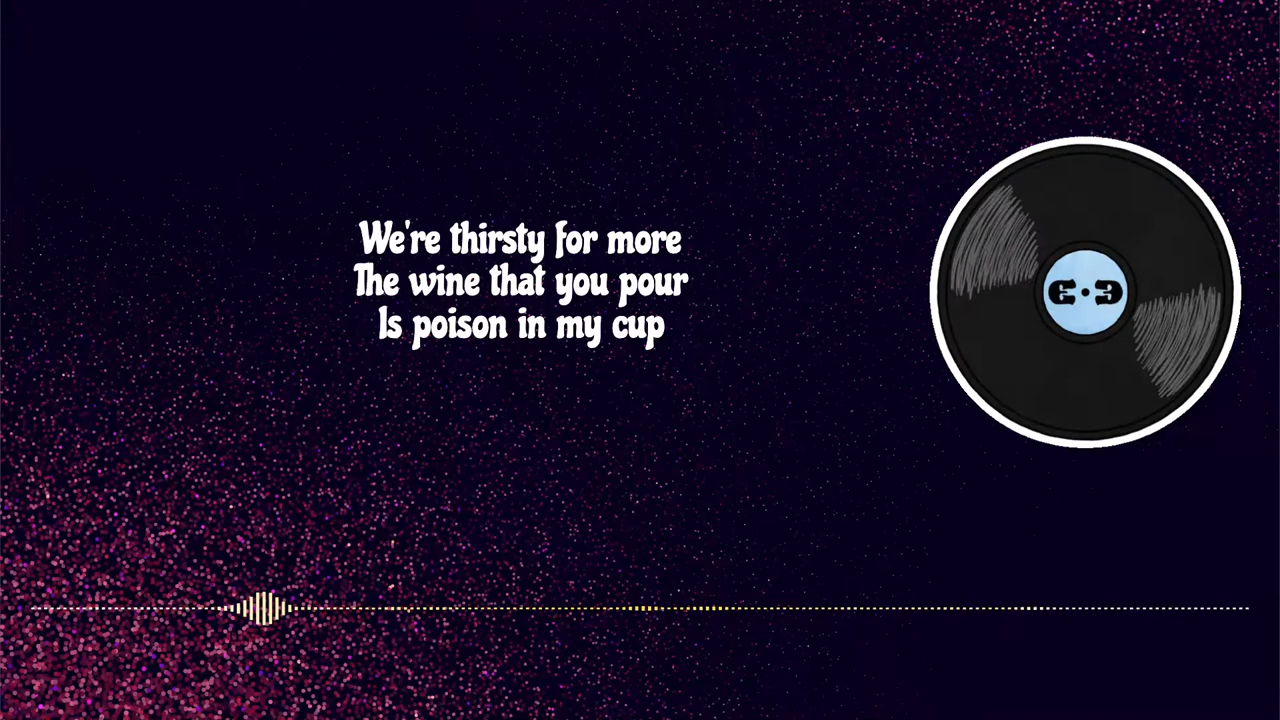 We're thirsty for more
The wine that you pour
Is poison in my cup